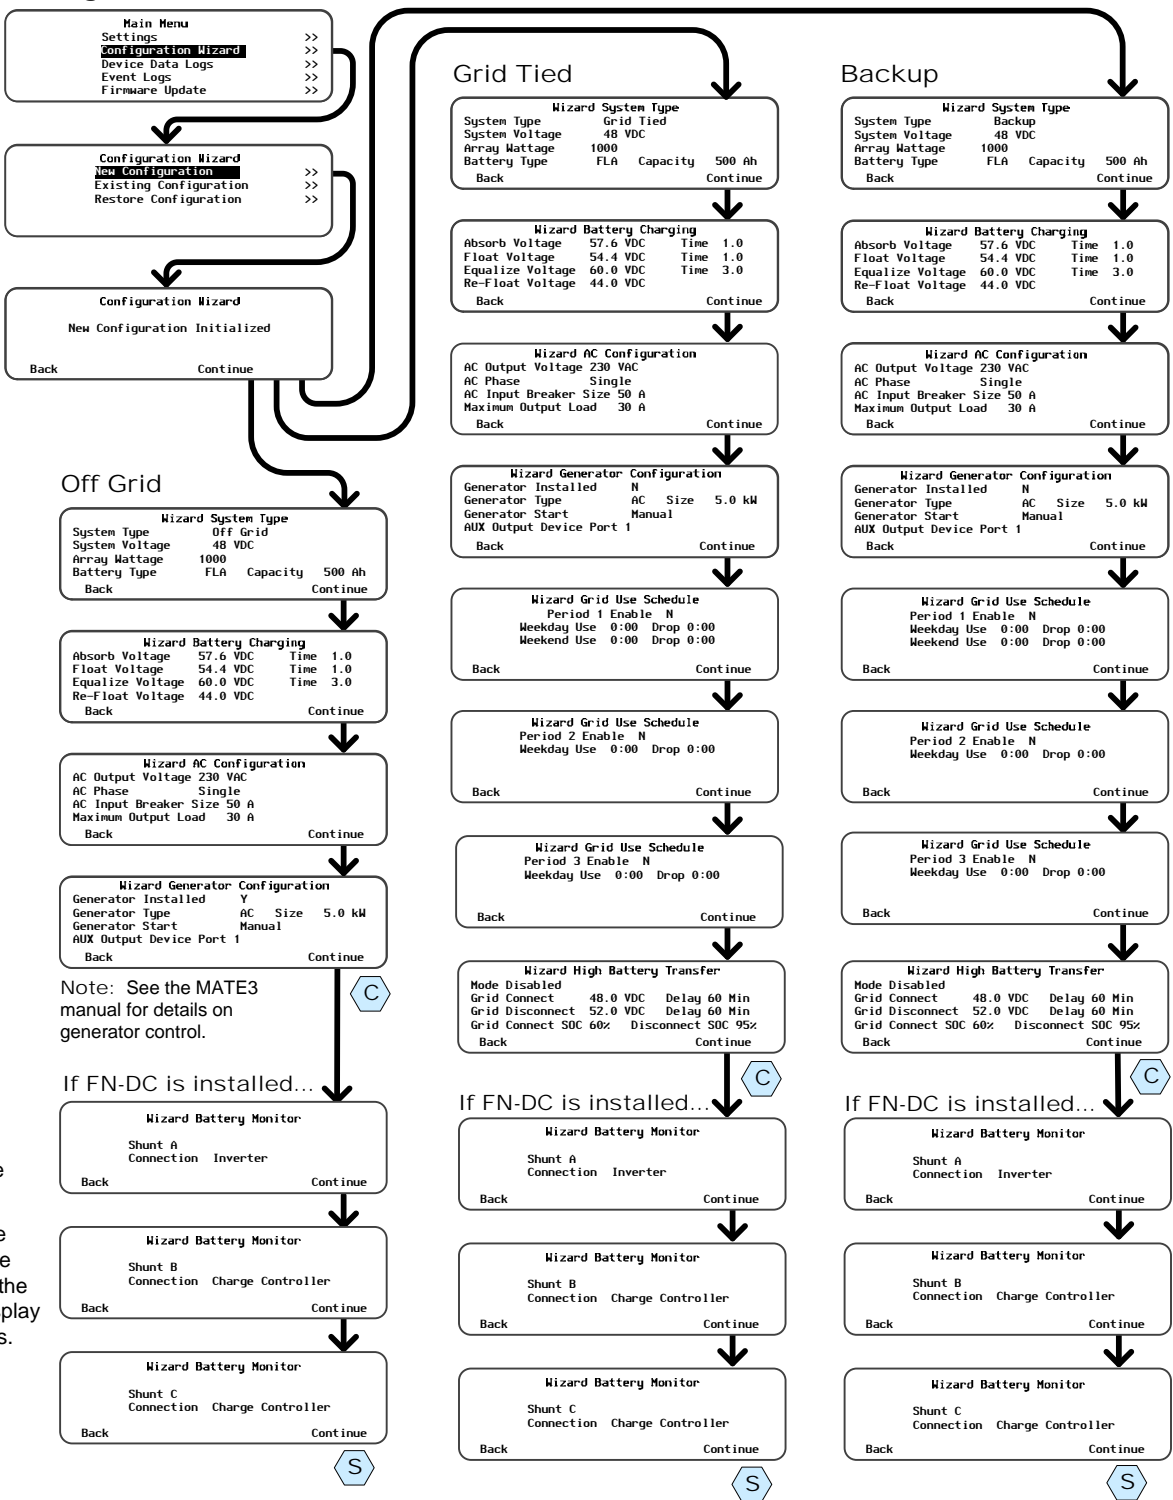 Main Menu
Settings >>
Configuration Wizard >>
Device Data Logs >>
Event Logs >>
Firmware Update >>
Configuration Wizard
New Configuration >>
Existing Configuration >>
Restore Configuration >>
Configuration Wizard
New Configuration Initialized
Back Continue
Off Grid
Wizard System Type
System Type Off Grid
System Voltage 48 VDC
Array Wattage 1000
Battery Type FLA Capacity 500 Ah
Back Continue
Wizard Battery Charging
Absorb Voltage 57.6 VDC Time 1.0
Float Voltage 54.4 VDC Time 1.0
Equalize Voltage 60.0 VDC Time 3.0
Re-Float Voltage 44.0 VDC
Back Continue
Wizard AC Configuration
AC Output Voltage 230 VAC
AC Phase Single
AC Input Breaker Size 50 A
Maximum Output Load 30 A
Back Continue
Wizard Generator Configuration
Generator Installed Y
Generator Type AC Size 5.0 kW
Generator Start Manual
AUX Output Device Port 1
Back Continue
Note: See the MATE3
manual for details on
generator control.
C
If FN-DC is installed...
Wizard Battery Monitor
Shunt A
Connection Inverter
Back Continue
Wizard Battery Monitor
Shunt B
Connection Charge Controller
Back Continue
Wizard Battery Monitor
Shunt C
Connection Charge Controller
Back Continue
S
e
e
e
the
splay
s.
Grid Tied
Wizard System Type
System Type Grid Tied
System Voltage 48 VDC
Array Wattage 1000
Battery Type FLA Capacity 500 Ah
Back Continue
Wizard Battery Charging
Absorb Voltage 57.6 VDC Time 1.0
Float Voltage 54.4 VDC Time 1.0
Equalize Voltage 60.0 VDC Time 3.0
Re-Float Voltage 44.0 VDC
Back Continue
Wizard AC Configuration
AC Output Voltage 230 VAC
AC Phase Single
AC Input Breaker Size 50 A
Maximum Output Load 30 A
Back Continue
Wizard Generator Configuration
Generator Installed N
Generator Type AC Size 5.0 kW
Generator Start Manual
AUX Output Device Port 1
Back Continue
Wizard Grid Use Schedule
Period 1 Enable N
Weekday Use 0:00 Drop 0:00
Weekend Use 0:00 Drop 0:00
Back Continue
Wizard Grid Use Schedule
Period 2 Enable N
Weekday Use 0:00 Drop 0:00
Back Continue
Wizard Grid Use Schedule
Period 3 Enable N
Weekday Use 0:00 Drop 0:00
Back Continue
Wizard High Battery Transfer
Mode Disabled
Grid Connect 48.0 VDC Delay 60 Min
Grid Disconnect 52.0 VDC Delay 60 Min
Grid Connect SOC 60% Disconnect SOC 95%
Back Continue
C
If FN-DC is installed...
Wizard Battery Monitor
Shunt A
Connection Inverter
Back Continue
Wizard Battery Monitor
Shunt B
Connection Charge Controller
Back Continue
Wizard Battery Monitor
Shunt C
Connection Charge Controller
Back Continue
S
Backup
Wizard System Type
System Type Backup
System Voltage 48 VDC
Array Wattage 1000
Battery Type FLA Capacity 500 Ah
Back Continue
Wizard Battery Charging
Absorb Voltage 57.6 VDC Time 1.0
Float Voltage 54.4 VDC Time 1.0
Equalize Voltage 60.0 VDC Time 3.0
Re-Float Voltage 44.0 VDC
Back Continue
Wizard AC Configuration
AC Output Voltage 230 VAC
AC Phase Single
AC Input Breaker Size 50 A
Maximum Output Load 30 A
Back Continue
Wizard Generator Configuration
Generator Installed N
Generator Type AC Size 5.0 kW
Generator Start Manual
AUX Output Device Port 1
Back Continue
Wizard Grid Use Schedule
Period 1 Enable N
Weekday Use 0:00 Drop 0:00
Weekend Use 0:00 Drop 0:00
Back Continue
Wizard Grid Use Schedule
Period 2 Enable N
Weekday Use 0:00 Drop 0:00
Back Continue
Wizard Grid Use Schedule
Period 3 Enable N
Weekday Use 0:00 Drop 0:00
Back Continue
Wizard High Battery Transfer
Mode Disabled
Grid Connect 48.0 VDC Delay 60 Min
Grid Disconnect 52.0 VDC Delay 60 Min
Grid Connect SOC 60% Disconnect SOC 95%
Back Continue
C
If FN-DC is installed...
Wizard Battery Monitor
Shunt A
Connection Inverter
Back Continue
Wizard Battery Monitor
Shunt B
Connection Charge Controller
Back Continue
Wizard Battery Monitor
Shunt C
Connection Charge Controller
Back Continue
S